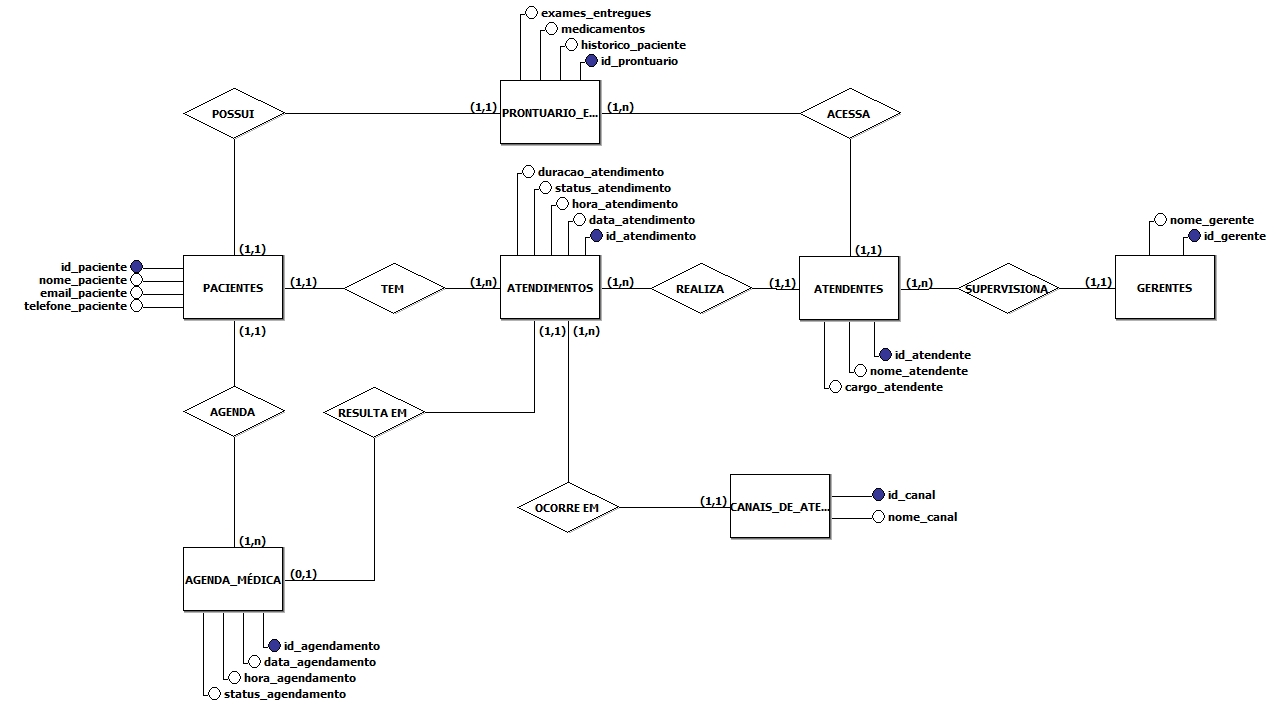 exames_entregues
medicamentos
historico_paciente
id_prontuario
POSSUI
(1,1)
PRONTUARIO_E...
(1,n)
ACESSA
duracao_atendimento
status_atendimento
hora_atendimento
data_atendimento
id_atendimento
nome_gerente
id_gerente
(1,1)
(1,1)
id_paciente
nome_paciente
email_paciente
telefone_paciente
PACIENTES
(1,1)
TEM
(1,n)
ATENDIMENTOS
(1,n)
REALIZA
(1,1)
ATENDENTES
(1,n)
SUPERVISIONA
(1,1)
GERENTES
(1,1)
(1,1)
(1,n)
id_atendente
nome_atendente
cargo_atendente
AGENDA
RESULTA EM
OCORRE EM
(1,1)
CANAIS_DE_ATE...
id_canal
nome_canal
(1,n)
AGENDA_MÉDICA
(0,1)
id_agendamento
data_agendamento
hora_agendamento
status_agendamento